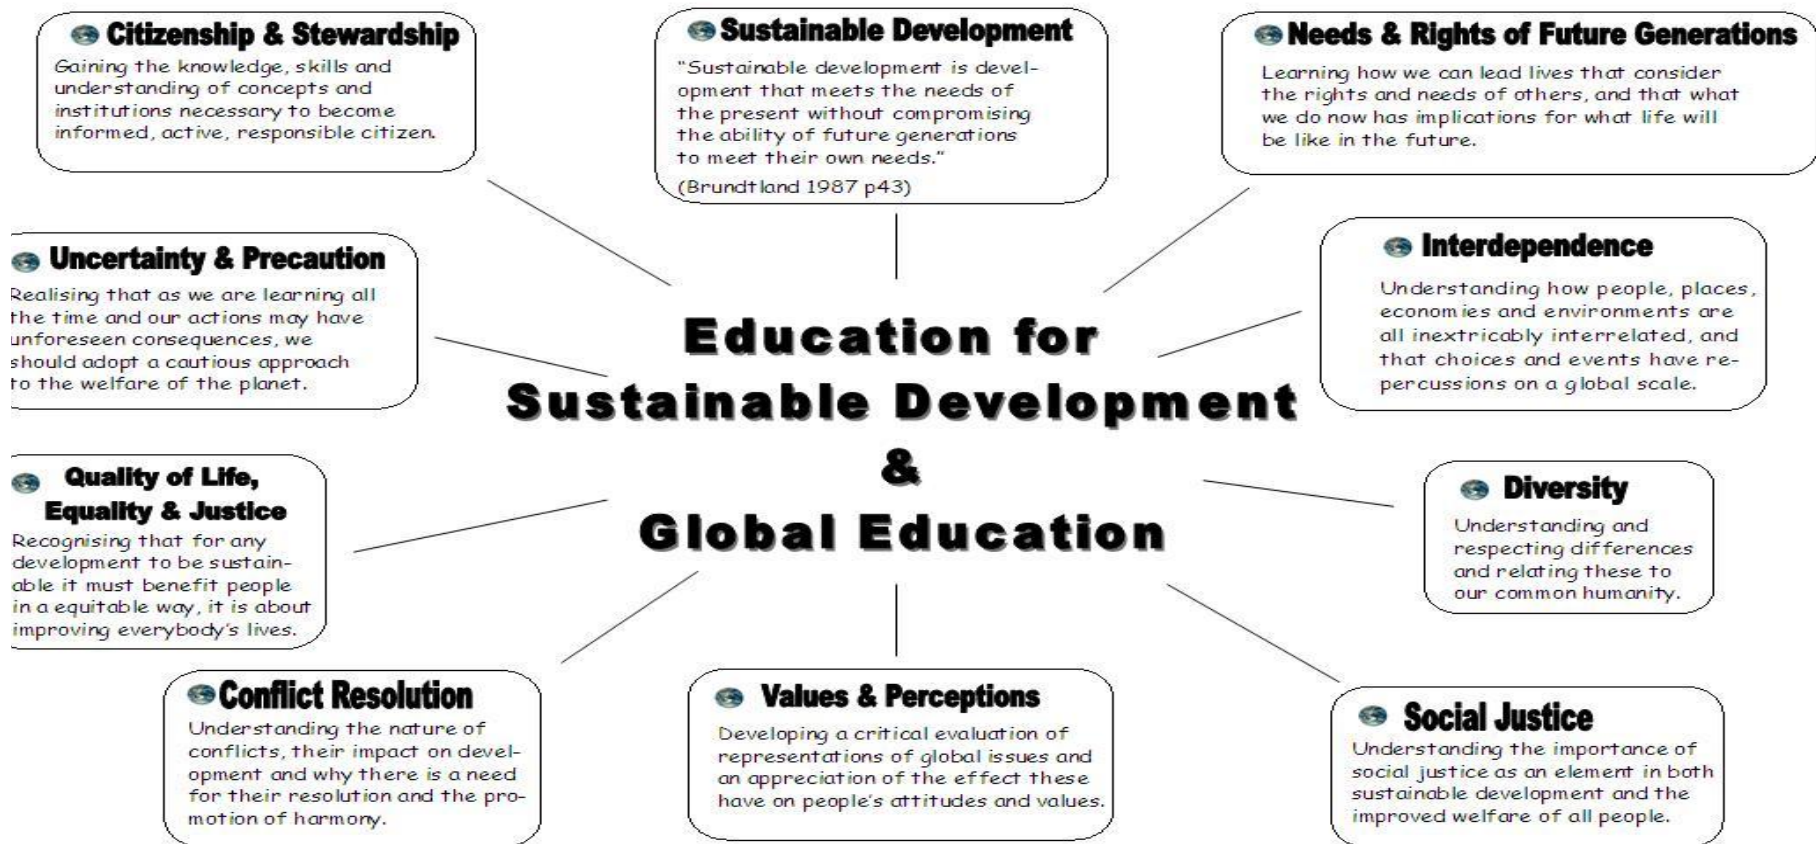 Citizenship & Stewardship
Gaining the knowledge, skills and
understanding of concepts and
institutions necessary to become
informed, active, responsible citizen.
Sustainable Development
"Sustainable development is devel-
opment that meets the needs of
the present without compromising
the ability of future generations
to meet their own needs."
(Brundtland 1987 p43)
Needs & Rights of Future Generations
Learning how we can lead lives that consider
the rights and needs of others, and that what
we do now has implications for what life will
be like in the future.
Uncertainty & Precaution
Realising that as we are learning all
the time and our actions may have
unforeseen consequences, we
should adopt a cautious approach
to the welfare of the planet.
Education for
Sustainable Development
&
Global Education
Interdependence
Understanding how people, places,
economies and environments are
all inextricably interrelated, and
that choices and events have re-
percussions on a global scale.
Quality of Life,
Equality & Justice
Recognising that for any
development to be sustain-
able it must benefit people
in a equitable way, it is about
improving everybody's lives.
Diversity
Understanding and
respecting differences
and relating these to
our common humanity.
Conflict Resolution
Understanding the nature of
conflicts, their impact on devel-
opment and why there is a need
for their resolution and the pro-
motion of harmony.
Values & Perceptions
Developing a critical evaluation of
representations of global issues and
an appreciation of the effect these
have on people's attitudes and values.
Social Justice
Understanding the importance of
social justice as an element in both
sustainable development and the
improved welfare of all people.